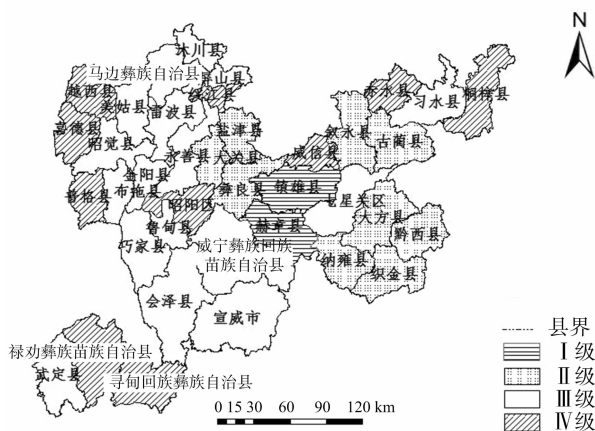 N
沐川县
马边彝族自治县
屏山县
越西县
绥江县
美姑县
雷波县
赤水县
习水县
桐梓县
盐津县
喜德县
昭觉县
叙永县
古蔺县
永善县
大关县
威信县
金阳县
布拖县
彝良县
镇雄县
普格县
昭阳区
七星关区
大方县
黔西县
鲁甸县
赫章县
巧家县
威宁彝族回族
苗族自治县
纳雍县
织金县
会泽县
宣威市
禄劝彝族苗族自治县
武定县
寻甸回族彝族自治县
县界
Ⅰ级
Ⅱ级
Ⅲ级
Ⅳ级
0 15 30 60 90 120 km